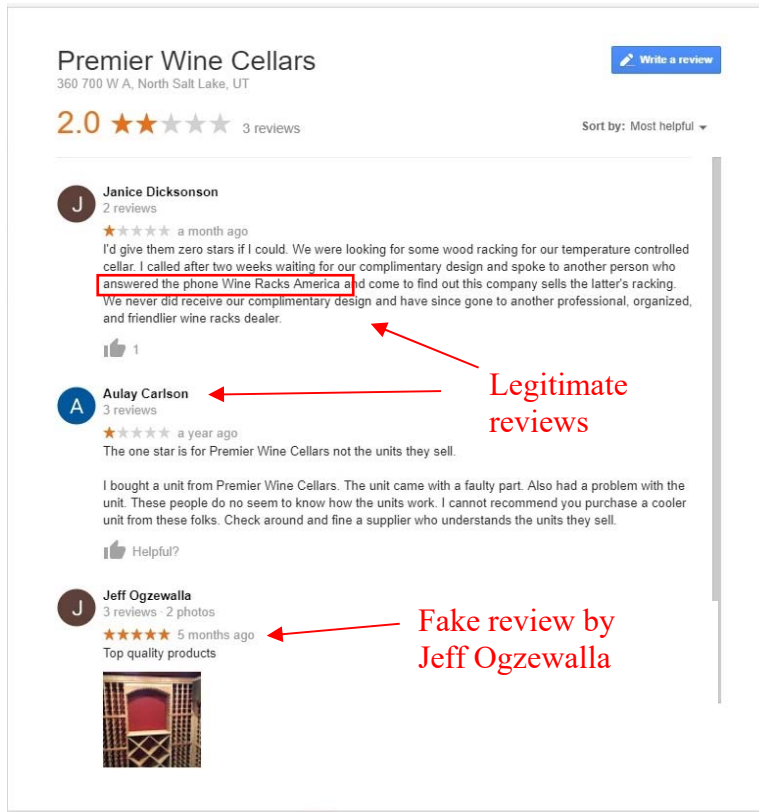 Premier Wine Cellars
360 700 W A, North Salt Lake, UT
Write a review
2.0
3 reviews
Sort by: Most helpful
J
Janice Dicksonson
2 reviews
a month ago
I'd give them zero stars if I could. We were looking for some wood racking for our temperature controlled
cellar. I called after two weeks waiting for our complimentary design and spoke to another person who
answered the phone Wine Racks America and come to find out this company sells the latter's racking.
We never did receive our complimentary design and have since gone to another professional, organized,
and friendlier wine racks dealer.
1
Legitimate
reviews
A
Aulay Carlson
3 reviews
a year ago
The one star is for Premier Wine Cellars not the units they sell.
I bought a unit from Premier Wine Cellars. The unit came with a faulty part. Also had a problem with the
unit. These people do no seem to know how the units work. I cannot recommend you purchase a cooler
unit from these folks. Check around and fine a supplier who understands the units they sell.
Helpful?
J
Jeff Ogzewalla
3 reviews · 2 photos
5 months ago
Top quality products
Fake review by
Jeff Ogzewalla